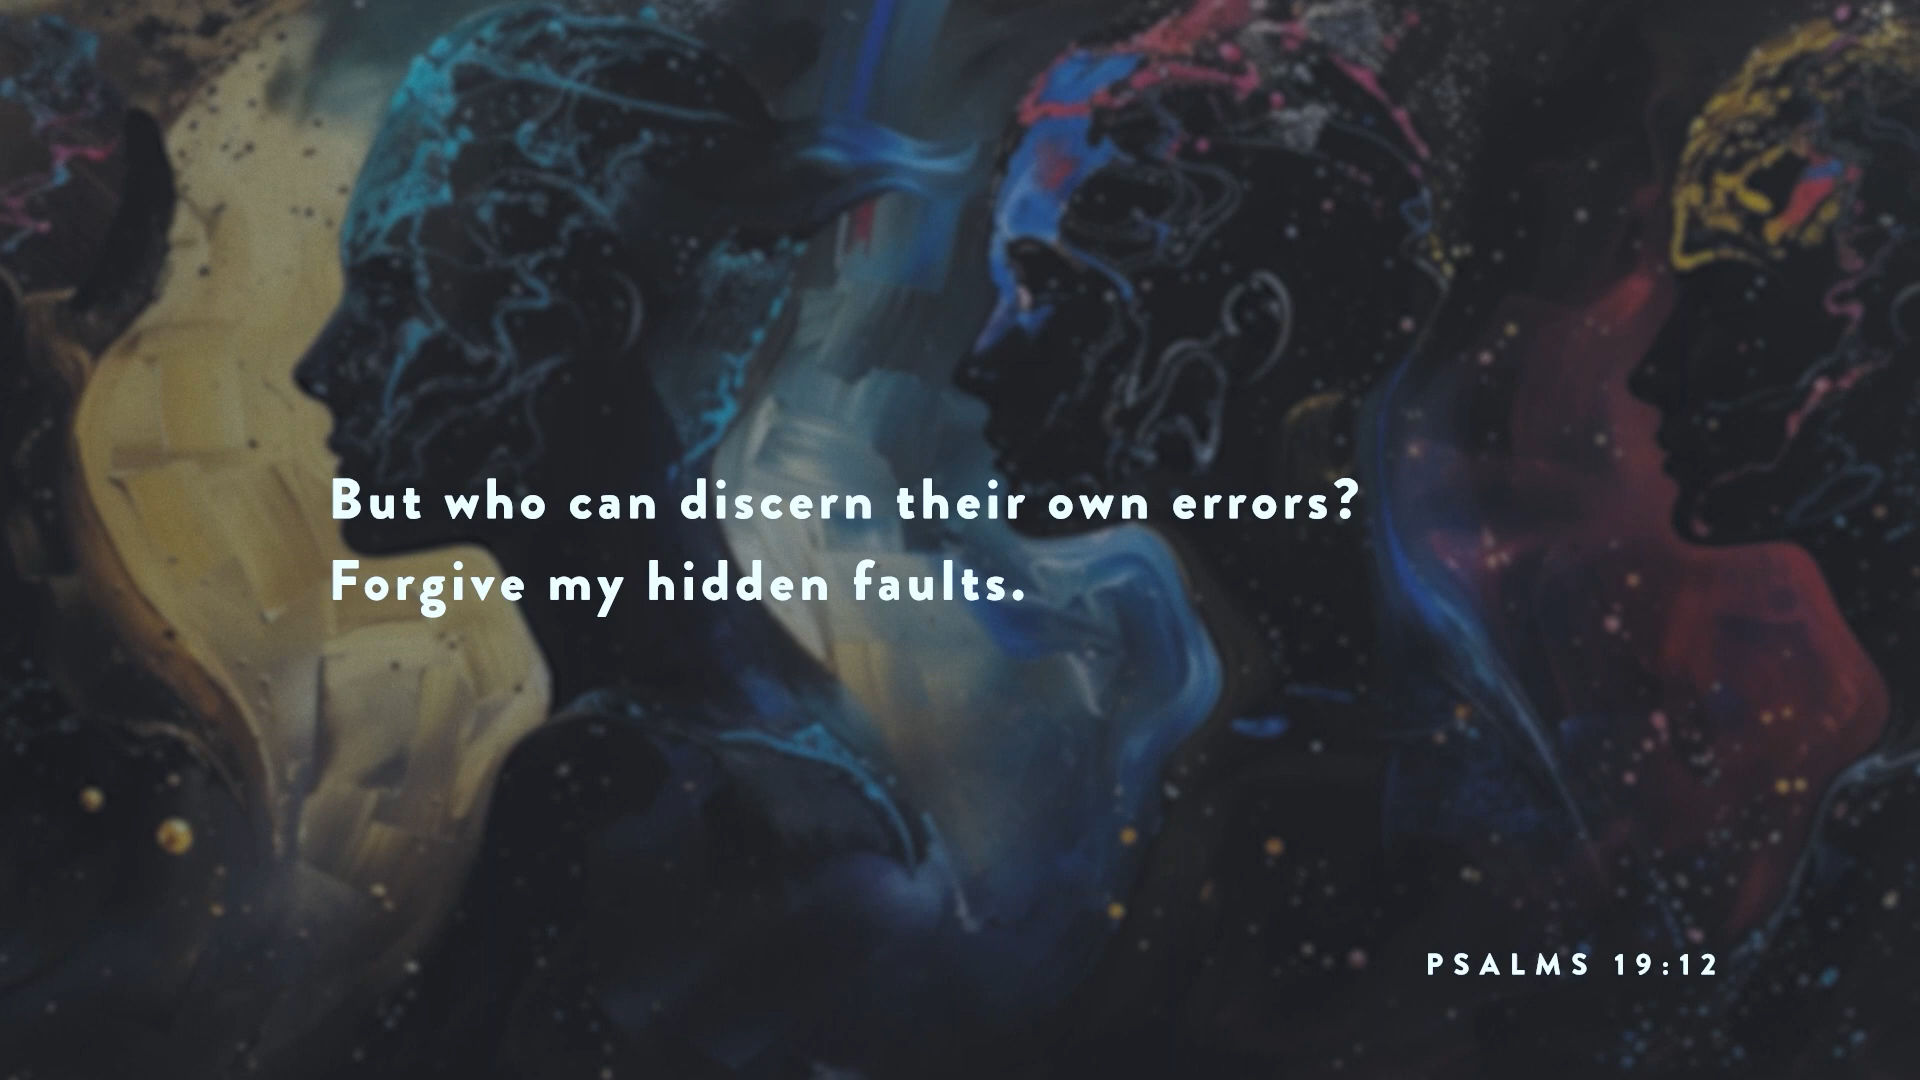 But who can discern their own errors?
Forgive my hidden faults.
PSALMS 19:12